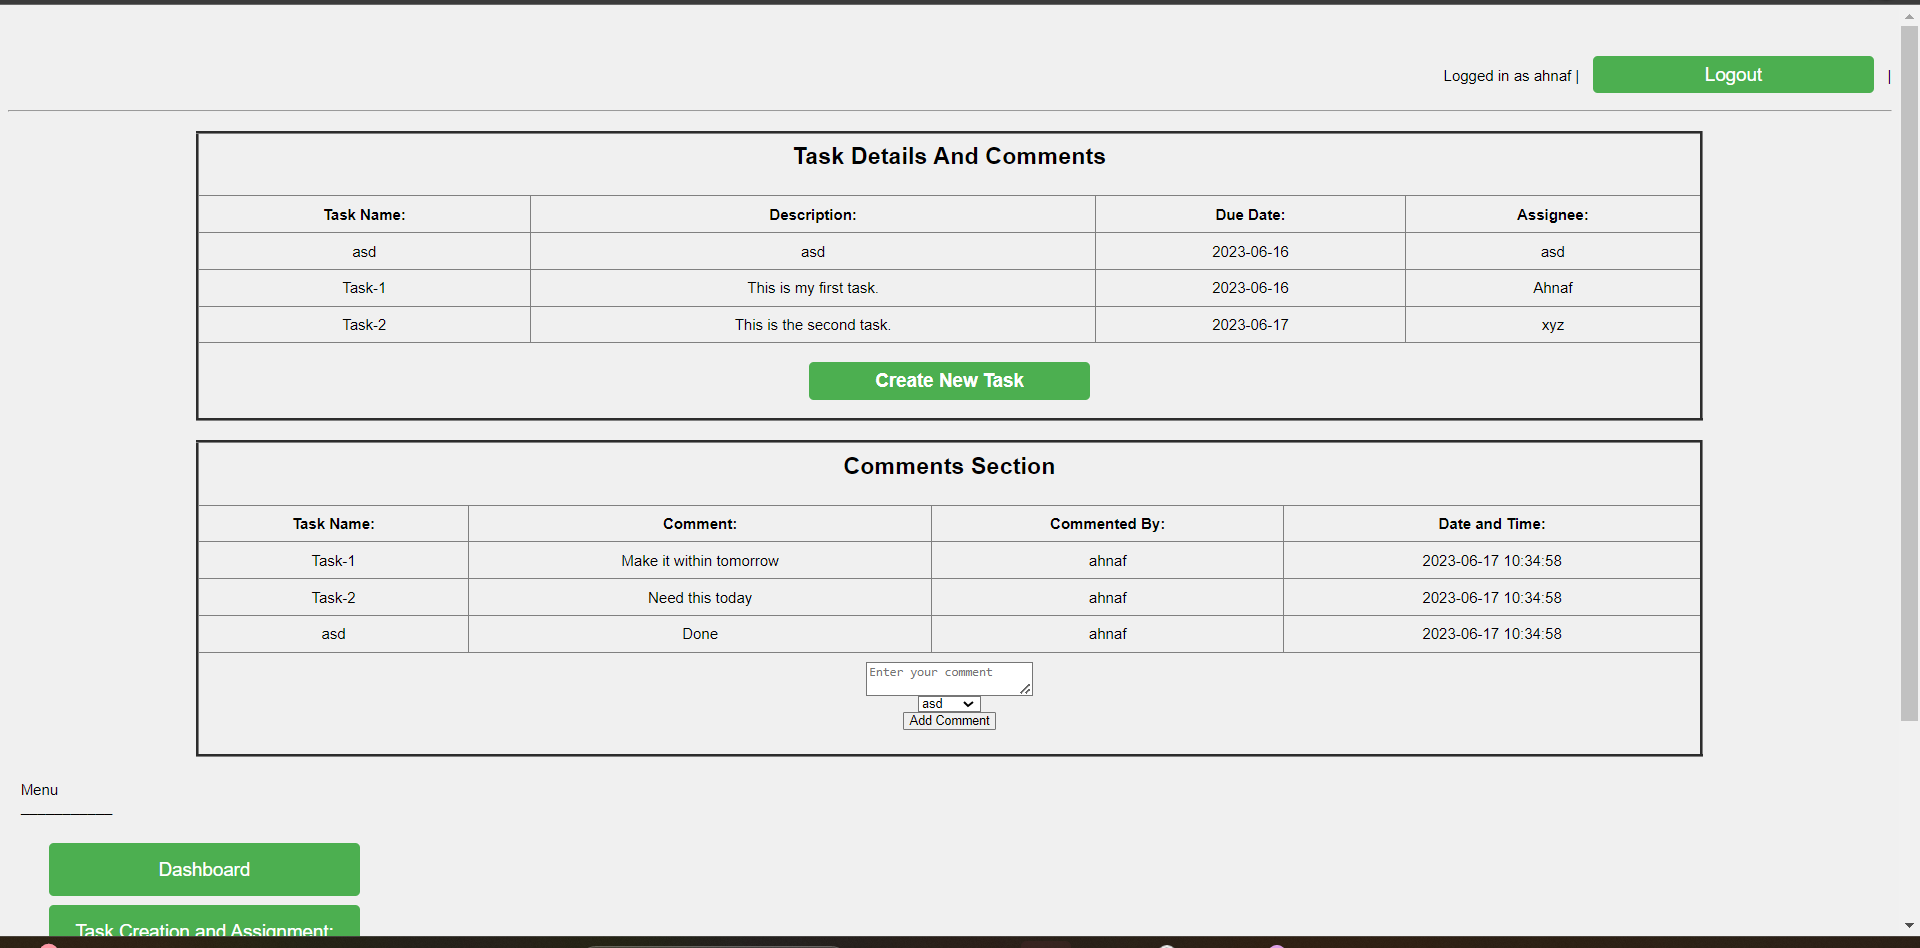 Logged in as ahnaf | Logout |
Task Details And Comments
Task Name: Description: Due Date: Assignee:
asd asd 2023-06-16 asd
Task-1 This is my first task. 2023-06-16 Ahnaf
Task-2 This is the second task. 2023-06-17 xyz
Create New Task
Comments Section
Task Name: Comment: Commented By: Date and Time:
Task-1 Make it within tomorrow ahnaf 2023-06-17 10:34:58
Task-2 Need this today ahnaf 2023-06-17 10:34:58
asd Done ahnaf 2023-06-17 10:34:58
Enter your comment
asd
Add Comment
Menu
___________
Dashboard
Task Creation and Assignment: